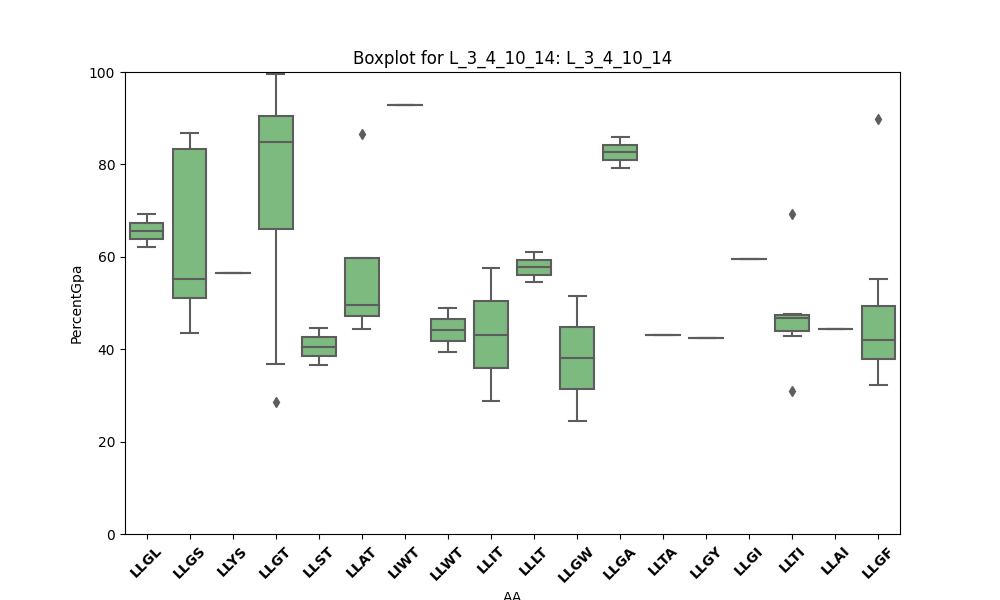 Boxplot for L_3_4_10_14: L_3_4_10_14
100
80
60
40
20
0
PercentGpa
LLGL LLGS LLYS LLGT LLST LLAT LIWT LLWT LLIT LLLT LLGW LLGA LLTA LLGY LLGI LLTI LLAI LLGF
AA